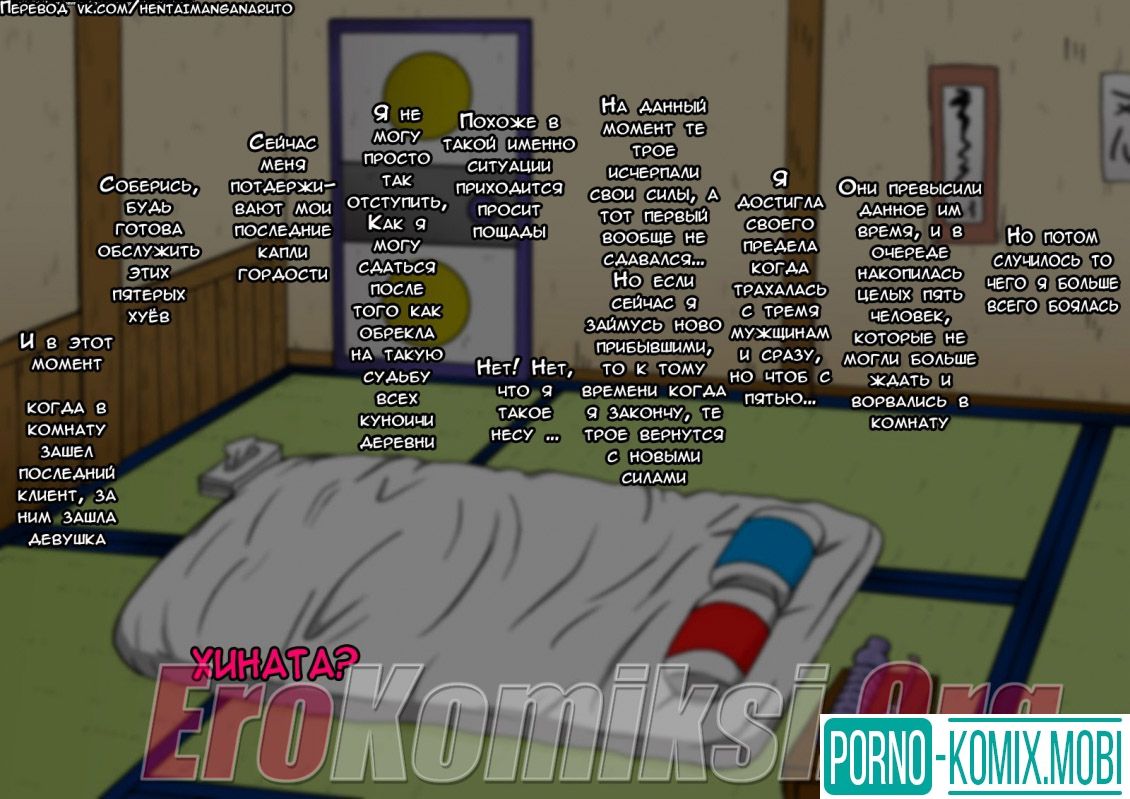 Перевод vk.com/hentaimanganaruto
Но потом
случилось то
чего я больше
всего боялась
Они превысили
данное им
время, и в
очереде
накопилась
целых пять
человек,
которые не
могли больше
ждать и
ворвались в
комнату
Я
достигла
своего
предела
когда
трахалась
с тремя
мужщинам
и сразу,
но чтоб с
пятью...
На данный
момент те
трое
исчерпали
свои силы, а
тот первый
вообще не
сдавался...
Но если
сейчас я
займусь ново
прибывшими,
то к тому
времени когда
я закончу, те
трое вернутся
с новыми
силами
Похоже в
такой именно
ситуации
приходится
просит
пощады
Нет! Нет,
что я
такое
несу ...
Я не
могу
просто
так
отступить,
Как я
могу
сдаться
после
того как
обрекла
на такую
судьбу
всех
куноичи
деревни
Сейчас
меня
потдержи-
вают мои
последние
капли
гордости
Соберись,
будь
готова
обслужить
этих
пятерых
хуёв
И в этот
момент
когда в
комнату
зашел
последний
клиент, за
ним зашла
девушка
Хината?
EroKomiksi.Org
PORNO-KOMIX.MOBI